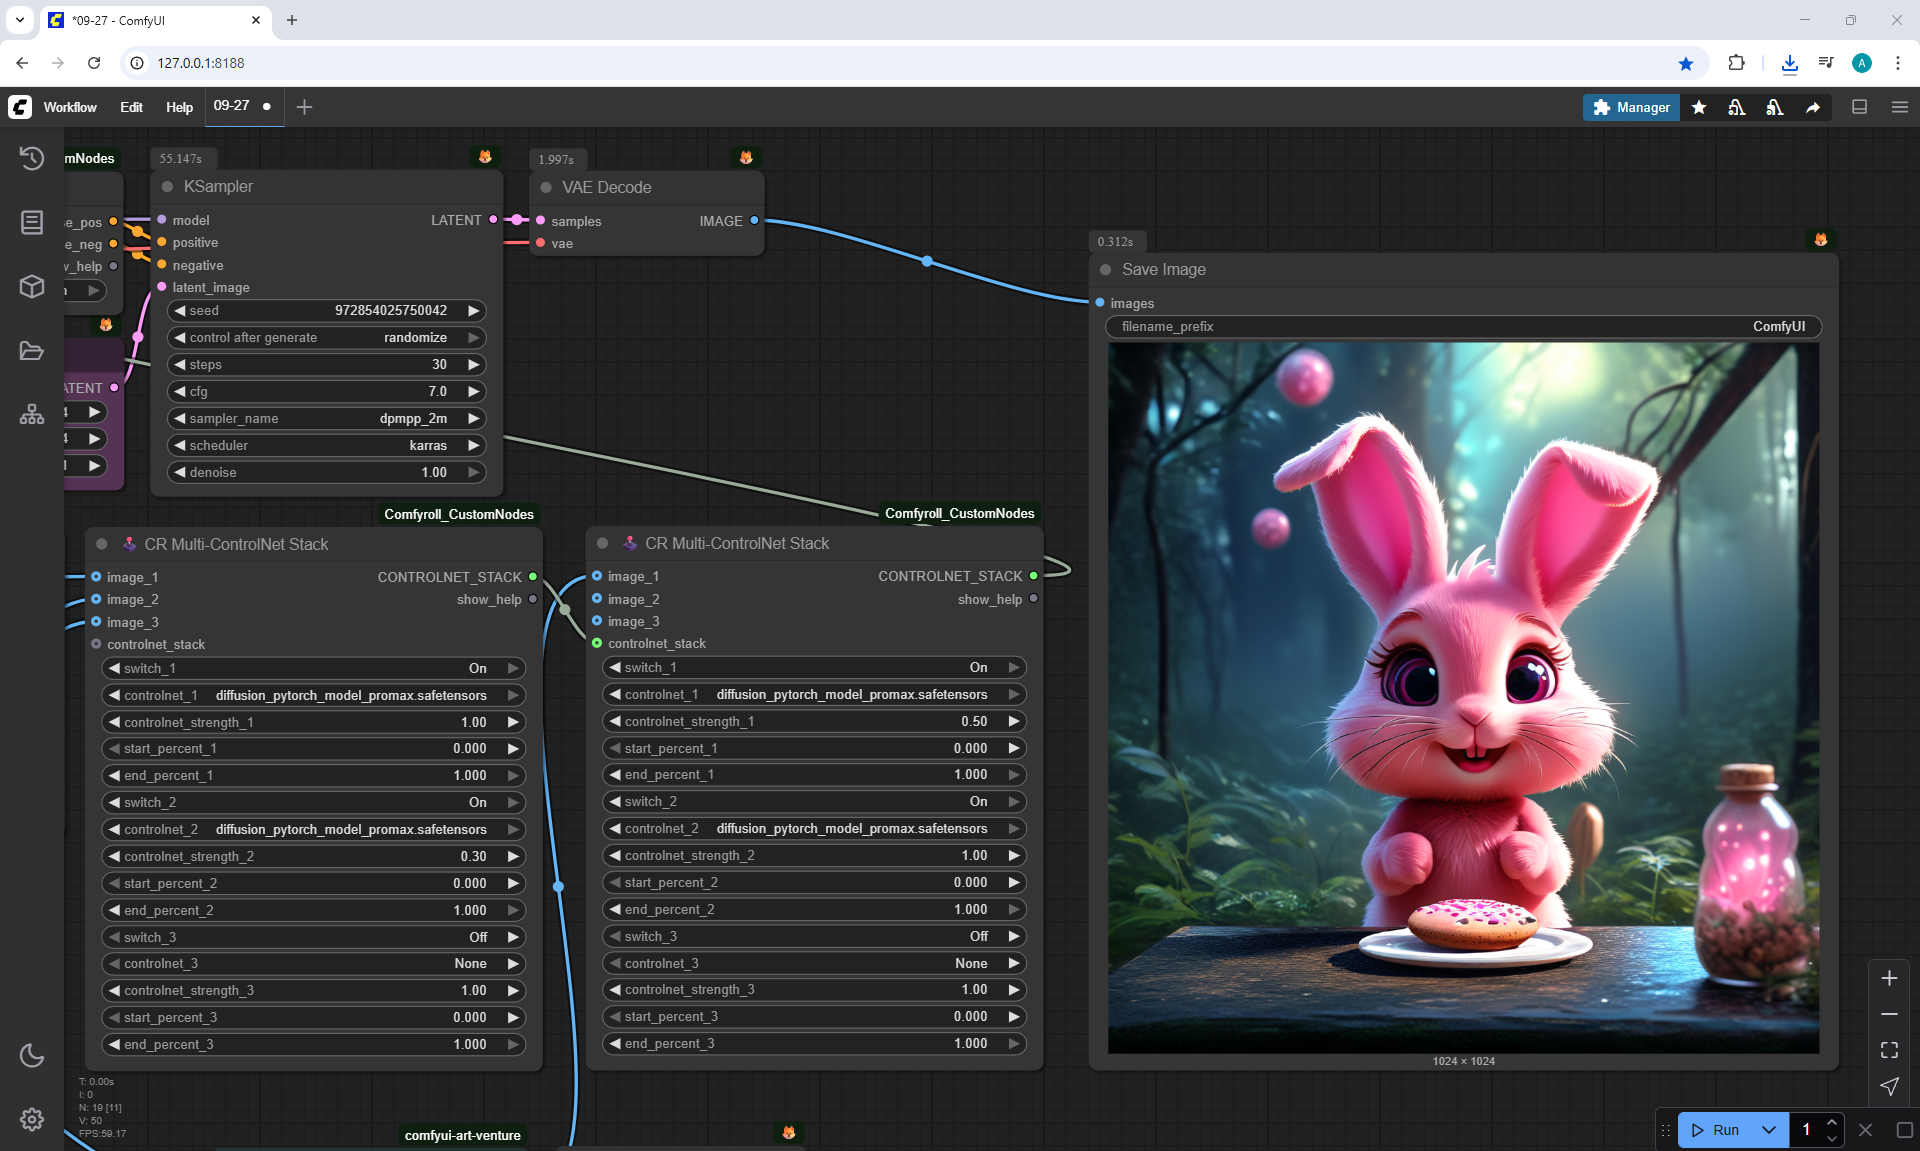 *09-27 - ComfyUI
127.0.0.1:8188
A
Workflow Edit Help 09-27
Manager
mNodes
e_pos
e_neg
_help
ATENT
55.147s
KSampler
model LATENT
positive
negative
latent_image
seed 972854025750042
control after generate randomize
steps 30
cfg 7.0
sampler_name dpmpp_2m
scheduler karras
denoise 1.00
1.997s
VAE Decode
samples IMAGE
vae
0.312s
Save Image
images
filename_prefix ComfyUI
1024 × 1024
Comfyroll_CustomNodes
CR Multi-ControlNet Stack
image_1 CONTROLNET_STACK
image_2 show_help
image_3
controlnet_stack
switch_1 On
controlnet_1 diffusion_pytorch_model_promax.safetensors
controlnet_strength_1 1.00
start_percent_1 0.000
end_percent_1 1.000
switch_2 On
controlnet_2 diffusion_pytorch_model_promax.safetensors
controlnet_strength_2 0.30
start_percent_2 0.000
end_percent_2 1.000
switch_3 Off
controlnet_3 None
controlnet_strength_3 1.00
start_percent_3 0.000
end_percent_3 1.000
Comfyroll_CustomNodes
CR Multi-ControlNet Stack
image_1 CONTROLNET_STACK
image_2 show_help
image_3
controlnet_stack
switch_1 On
controlnet_1 diffusion_pytorch_model_promax.safetensors
controlnet_strength_1 0.50
start_percent_1 0.000
end_percent_1 1.000
switch_2 On
controlnet_2 diffusion_pytorch_model_promax.safetensors
controlnet_strength_2 1.00
start_percent_2 0.000
end_percent_2 1.000
switch_3 Off
controlnet_3 None
controlnet_strength_3 1.00
start_percent_3 0.000
end_percent_3 1.000
T: 0.00s
I: 0
N: 19 [11]
V: 50
FPS:59.17
comfyui-art-venture
Run 1